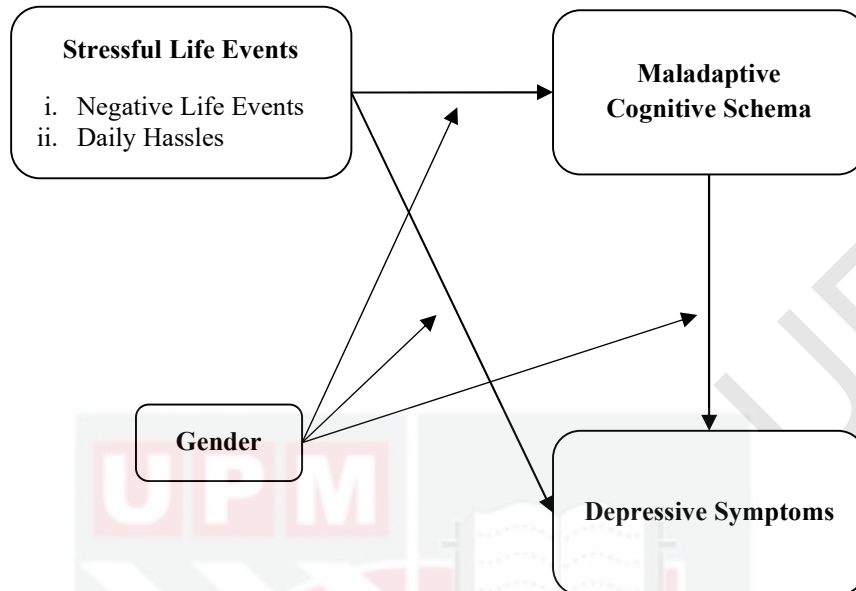 Stressful Life Events
i. Negative Life Events
ii. Daily Hassles
Maladaptive
Cognitive Schema
Gender
Depressive Symptoms
UPM